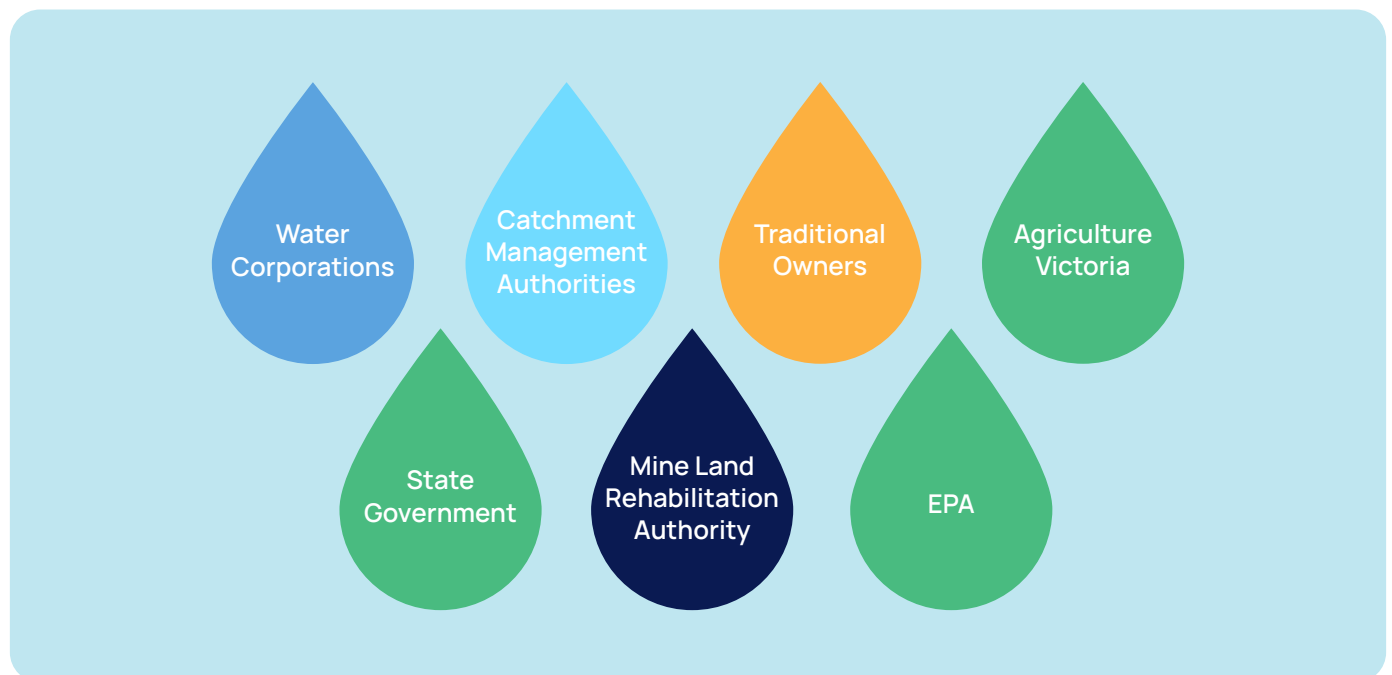 Water
Corporations
Catchment
Management
Authorities
Traditional
Owners
Agriculture
Victoria
State
Government
Mine Land
Rehabilitation
Authority
EPA